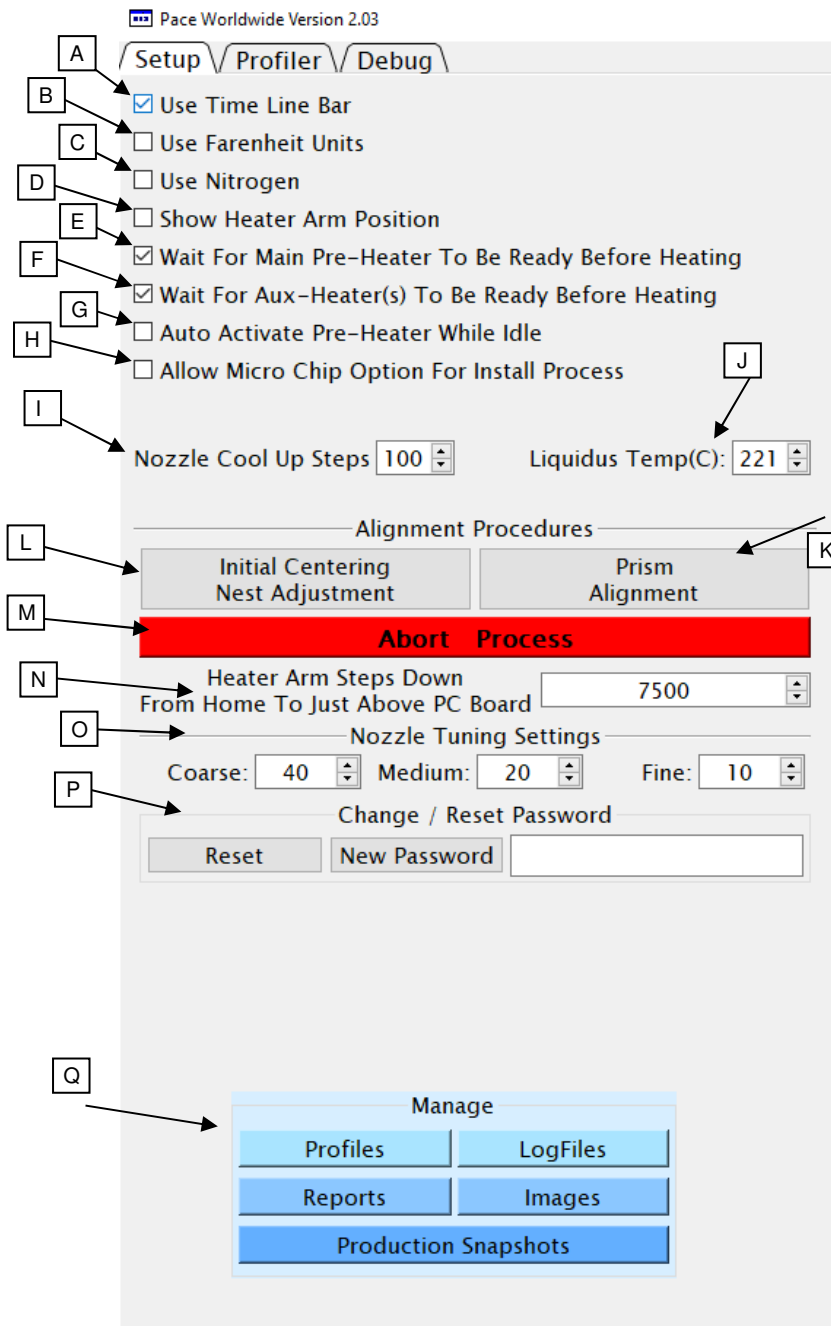 Pace Worldwide Version 2.03
Setup Profiler Debug
A
Use Time Line Bar
B
Use Farenheit Units
C
Use Nitrogen
D
Show Heater Arm Position
E
Wait For Main Pre-Heater To Be Ready Before Heating
F
Wait For Aux-Heater(s) To Be Ready Before Heating
G
Auto Activate Pre-Heater While Idle
H
Allow Micro Chip Option For Install Process
J
I
Nozzle Cool Up Steps 100 Liquidus Temp(C): 221
Alignment Procedures
L
K
Initial Centering
Nest Adjustment
Prism
Alignment
M
Abort Process
N
Heater Arm Steps Down
From Home To Just Above PC Board
7500
O
Nozzle Tuning Settings
Coarse: 40 Medium: 20 Fine: 10
P
Change / Reset Password
Reset New Password
Q
Manage
Profiles LogFiles
Reports Images
Production Snapshots